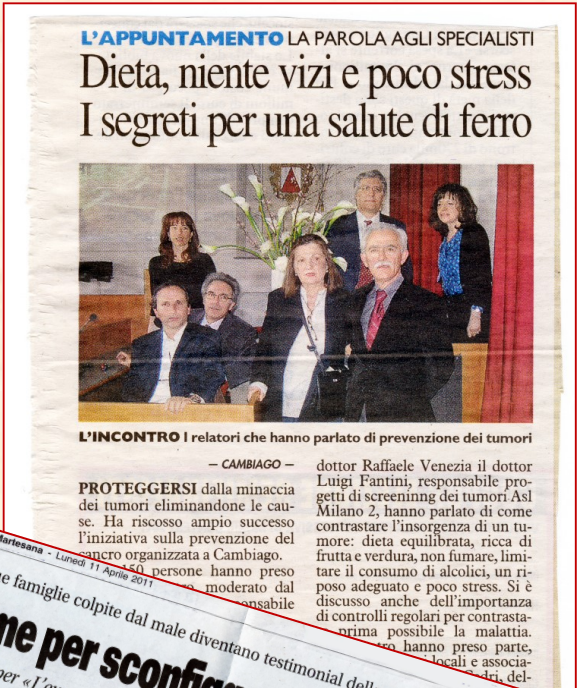 L'APPUNTAMENTO LA PAROLA AGLI SPECIALISTI
Dieta, niente vizi e poco stress
I segreti per una salute di ferro
L'INCONTRO I relatori che hanno parlato di prevenzione dei tumori
– CAMBIAGO –
PROTEGGERSI dalla minaccia
dei tumori eliminandone le cau-
se. Ha riscosso ampio successo
l'iniziativa sulla prevenzione del
cancro organizzata a Cambiago.
150 persone hanno preso
moderato dal
dottor Raffaele Venezia il dottor
Luigi Fantini, responsabile pro-
getti di screeninng dei tumori Asl
Milano 2, hanno parlato di come
contrastare l'insorgenza di un tu-
more: dieta equilibrata, ricca di
frutta e verdura, non fumare, limi-
tare il consumo di alcolici, un ri-
poso adeguato e poco stress. Si è
discusso anche dell'importanza
di controlli regolari per contrasta-
prima possibile la malattia.
hanno preso parte,
locali e associa-
del-
Martesana - Lunedì 11 Aprile 2011
famiglie colpite dal male diventano testimonial
per
per